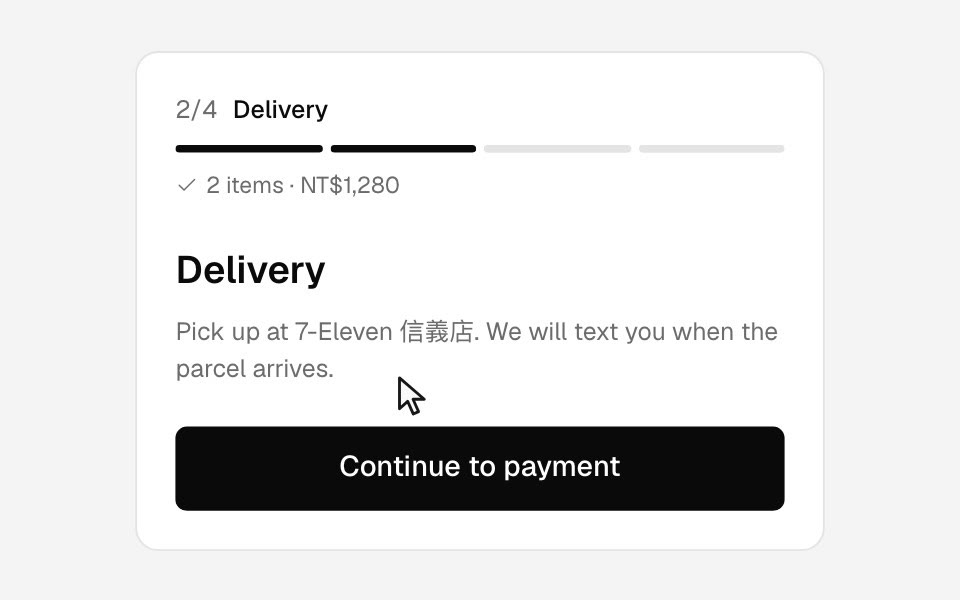 2/4 Delivery
2 items · NT$1,280
Delivery
Pick up at 7-Eleven 信義店. We will text you when the
parcel arrives.
Continue to payment